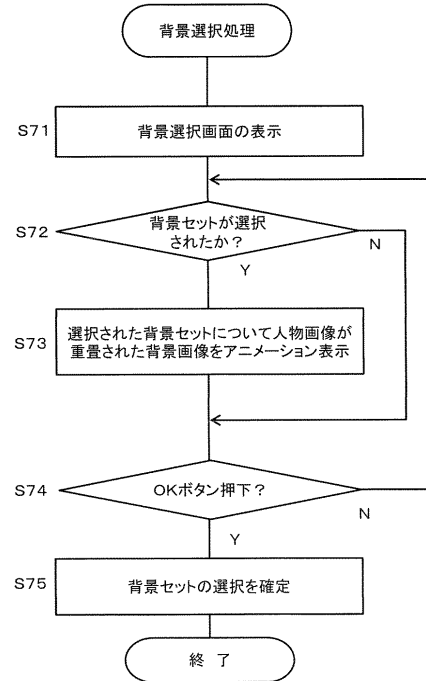 背景選択処理
S71
背景選択画面の表示
S72
背景セットが選択
されたか？
N
Y
S73
選択された背景セットについて人物画像が
重畳された背景画像をアニメーション表示
S74
OKボタン押下？
N
Y
S75
背景セットの選択を確定
終 了